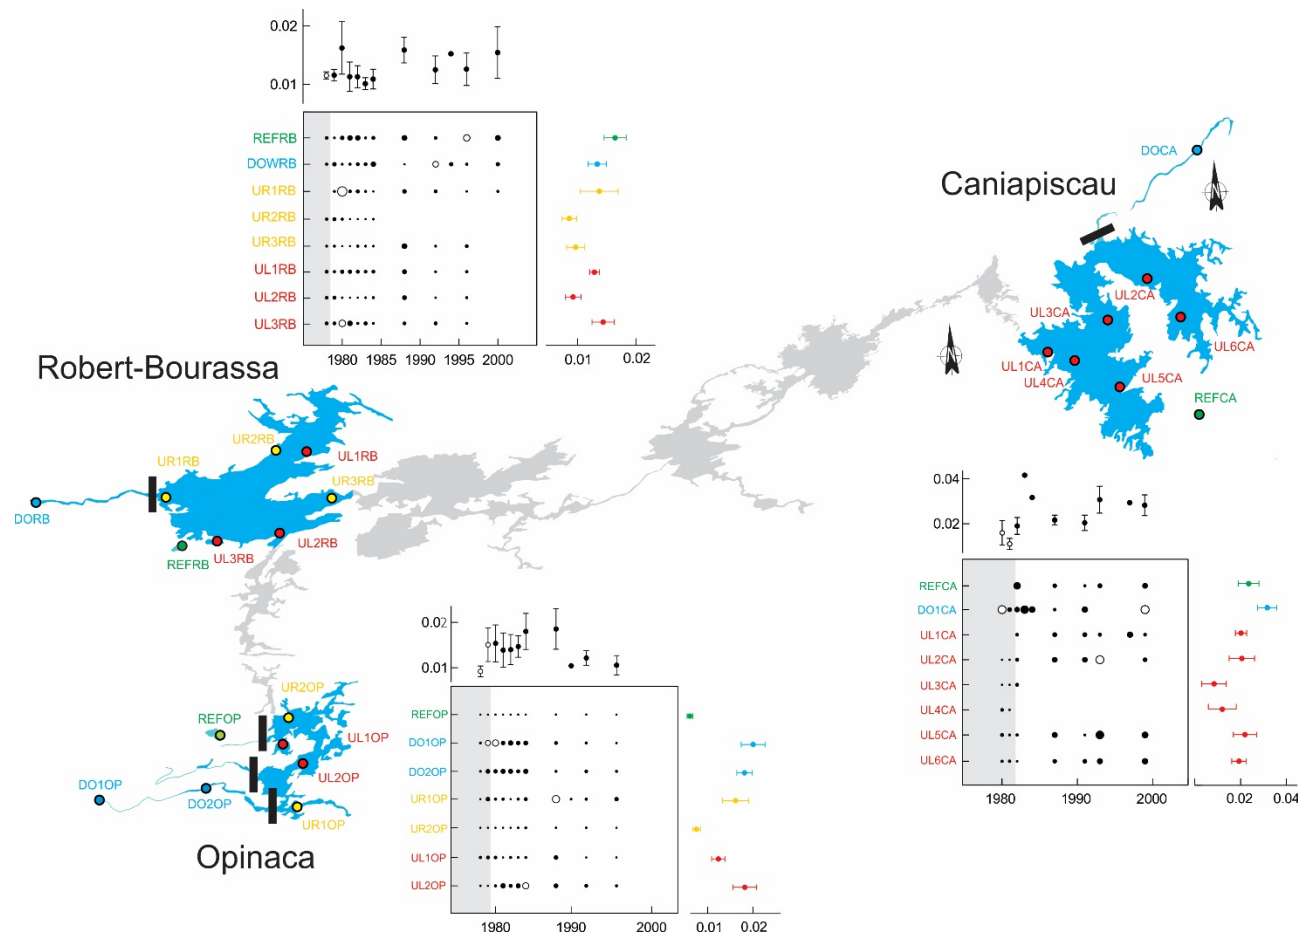 0.02
0.01
REFRB
DOWRB
UR1RB
UR2RB
UR3RB
UL1RB
UL2RB
UL3RB
1980 1985 1990 1995 2000
0.01 0.02
Robert-Bourassa
UR2RB
UL1RB
UR1RB
UR3RB
DORB
UL2RB
UL3RB
REFRB
DOCA
N
Caniapiscau
UL2CA
UL3CA
UL6CA
UL1CA
UL4CA
UL5CA
REFCA
N
0.04
0.02
REFCA
DO1CA
UL1CA
UL2CA
UL3CA
UL4CA
UL5CA
UL6CA
1980 1990 2000
0.02 0.04
UR2OP
REFOP
UL1OP
UL2OP
DO1OP
DO2OP
UR1OP
Opinaca
0.02
0.01
REFOP
DO1OP
DO2OP
UR1OP
UR2OP
UL1OP
UL2OP
1980 1990 2000
0.01 0.02